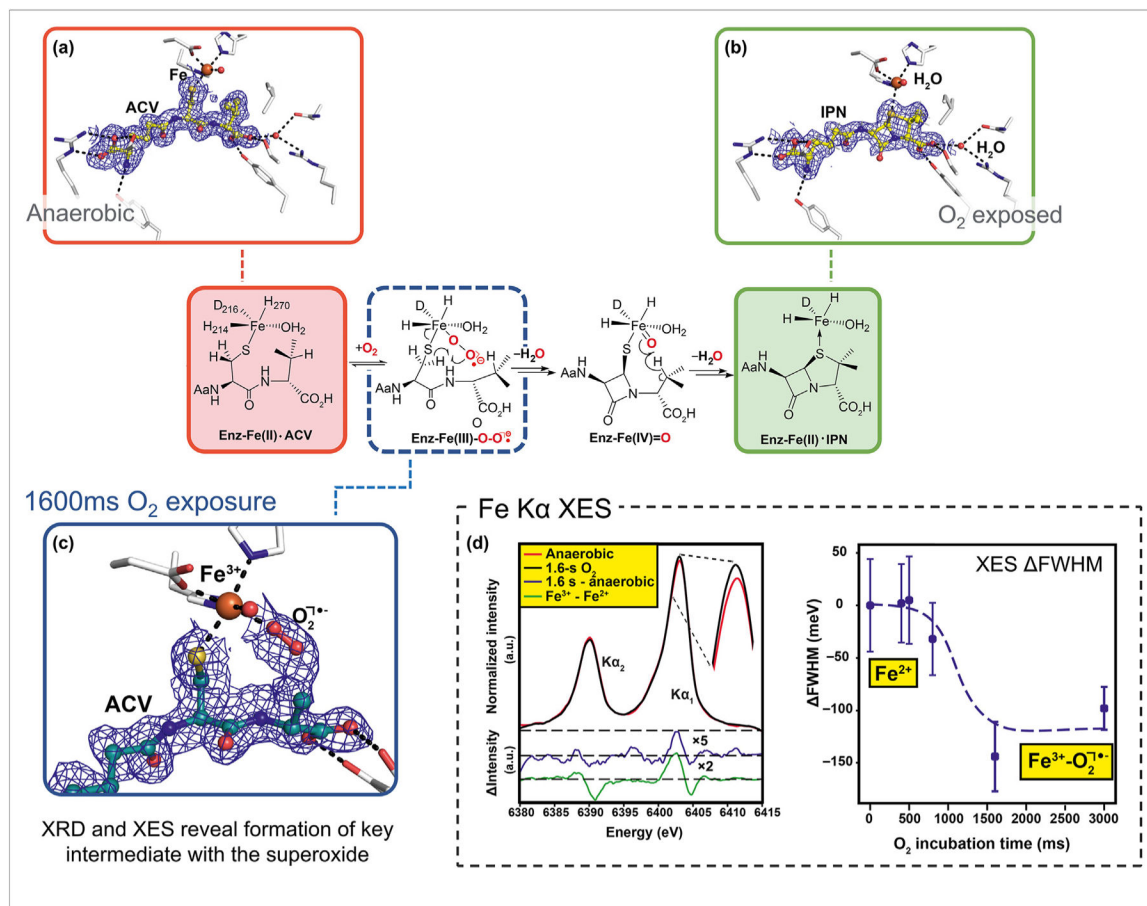 (a)
Fe
ACV
Anaerobic
(b)
H₂O
IPN
H₂O
O₂ exposed
D₂₁₆
H₂₇₀
H₂₁₄
Fe
OH₂
S
H
AaHN
N
H
O
CO₂H
Enz-Fe(II)·ACV
+O₂
H
D
H
Fe
OH₂
O
S
O
H
H
H
AaHN
N
O
CO₂H
O
Enz-Fe(III)-O-O
–H₂O
H
D
H
Fe
OH₂
O
S
H
AaHN
N
O
CO₂H
Enz-Fe(IV)=O
–H₂O
H
D
H
Fe
OH₂
S
AaHN
N
O
CO₂H
Enz-Fe(II)·IPN
1600ms O₂ exposure
(c)
Fe³⁺
O₂•-
ACV
XRD and XES reveal formation of key
intermediate with the superoxide
Fe Kα XES
(d)
Anaerobic
1.6-s O₂
1.6 s - anaerobic
Fe³⁺ - Fe²⁺
Normalized intensity
(a.u.)
Kα₂
Kα₁
ΔIntensity
(a.u.)
×5
×2
6380 6385 6390 6395 6400 6405 6410 6415
Energy (eV)
XES ΔFWHM
ΔFWHM (meV)
50
0
−50
−100
−150
Fe²⁺
Fe³⁺-O₂•-
0 500 1000 1500 2000 2500 3000
O₂ incubation time (ms)